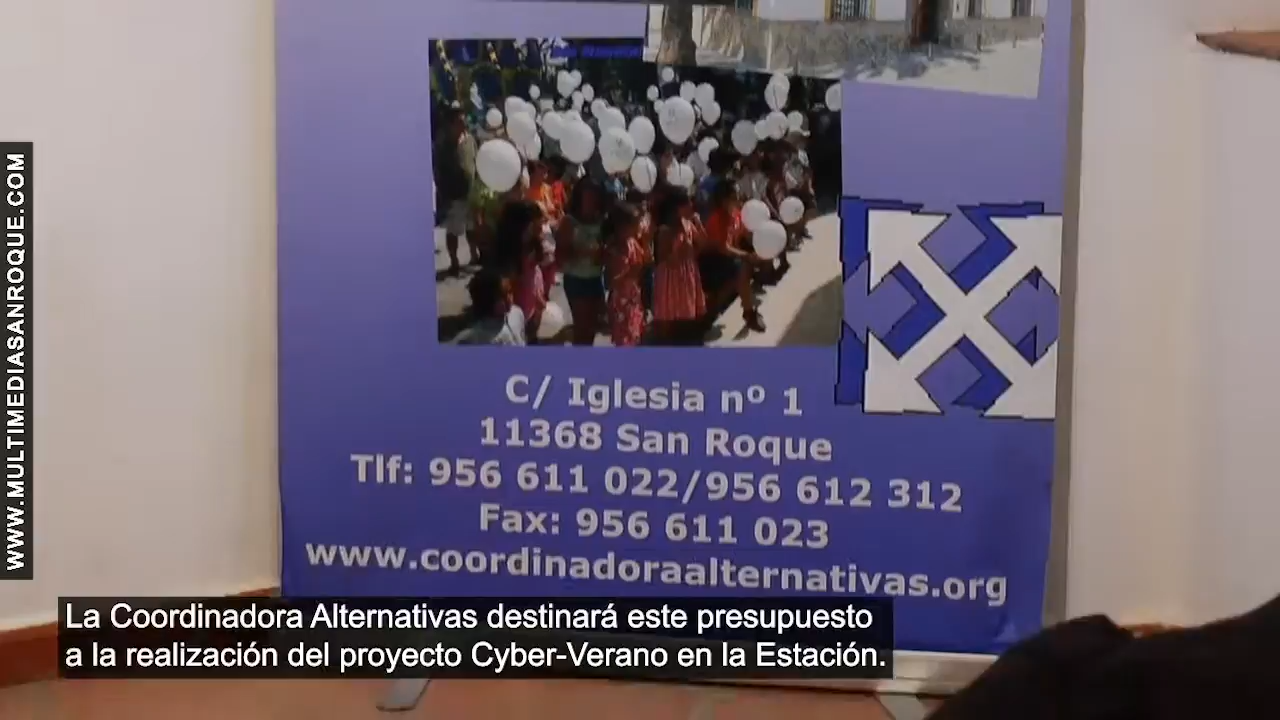 WWW.MULTIMEDIASANROQUE.COM
C/ Iglesia nº 1
11368 San Roque
Tlf: 956 611 022/956 612 312
Fax: 956 611 023
www.coordinadoraalternativas.org
La Coordinadora Alternativas destinará este presupuesto
a la realización del proyecto Cyber-Verano en la Estación.